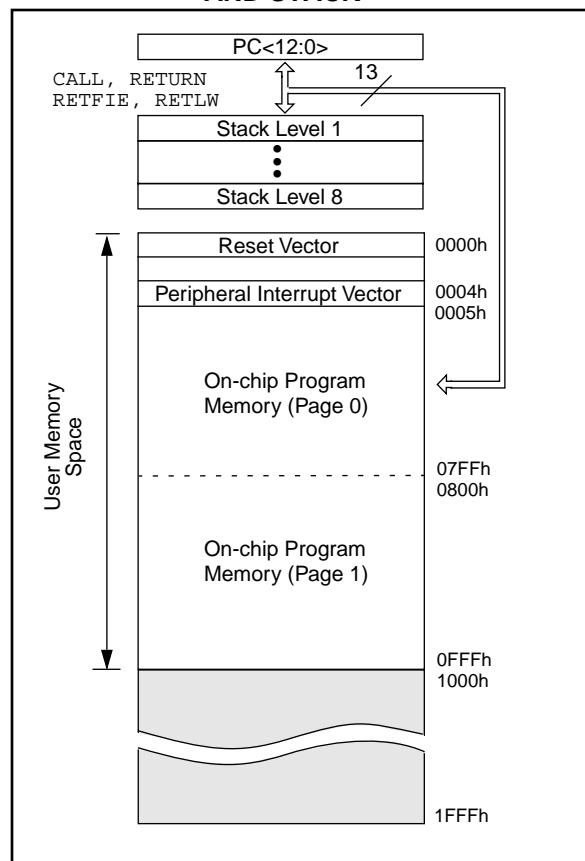 AND STACK
PC<12:0>
CALL, RETURN
RETFIE, RETLW
13
Stack Level 1
Stack Level 8
Reset Vector
0000h
Peripheral Interrupt Vector
0004h
0005h
User Memory
Space
On-chip Program
Memory (Page 0)
07FFh
0800h
On-chip Program
Memory (Page 1)
0FFFh
1000h
1FFFh